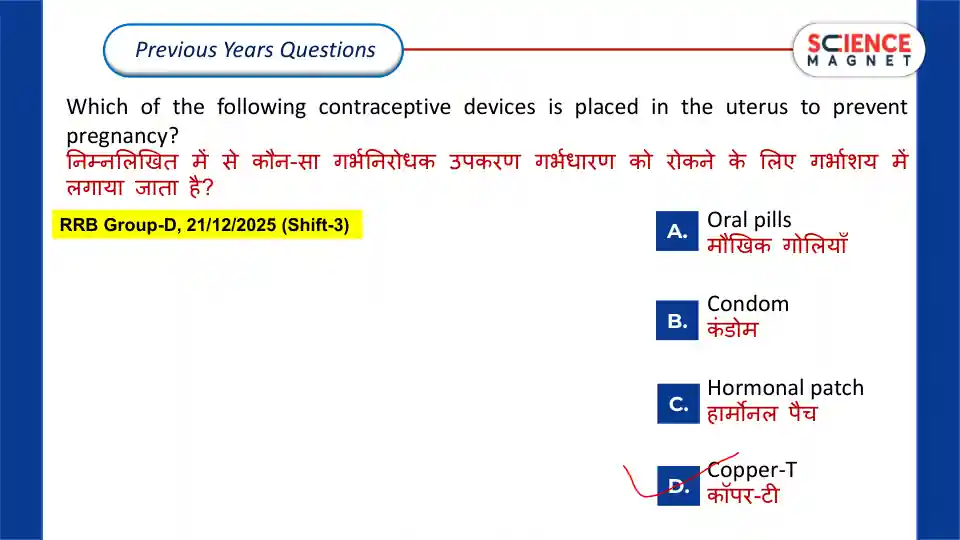 Previous Years Questions
SCIENCE
MAGNET
Which of the following contraceptive devices is placed in the uterus to prevent
pregnancy?
निम्नलिखित में से कौन-सा गर्भनिरोधक उपकरण गर्भधारण को रोकने के लिए गर्भाशय में
लगाया जाता है?
RRB Group-D, 21/12/2025 (Shift-3)
A.
Oral pills
मौखिक गोलियाँ
B.
Condom
कंडोम
C.
Hormonal patch
हार्मोनल पैच
D.
Copper-T
कॉपर-टी